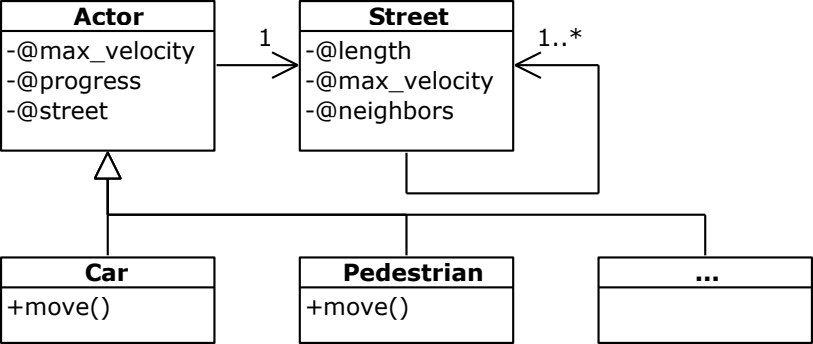 Actor
-@max_velocity
-@progress
-@street
1
Street
-@length
-@max_velocity
-@neighbors
1..*
Car
+move()
Pedestrian
+move()
...